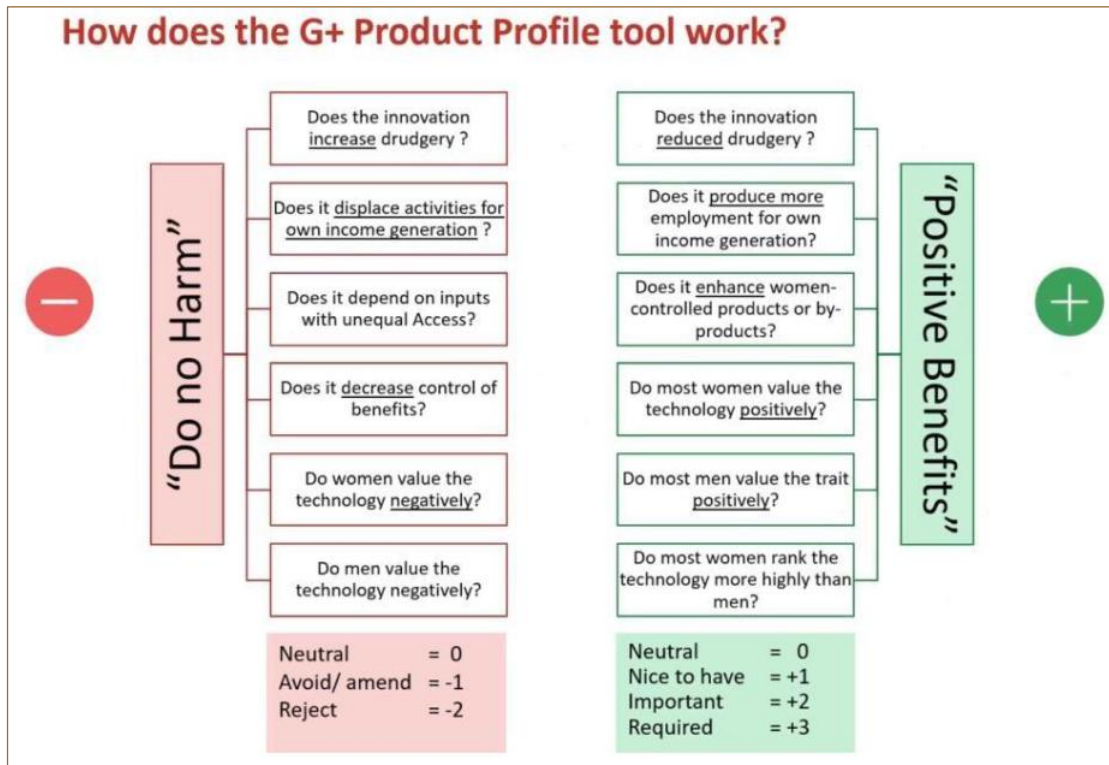 How does the G+ Product Profile tool work?
“Do no Harm”
Does the innovation
increase drudgery ?
Does it displace activities for
own income generation ?
Does it depend on inputs
with unequal Access?
Does it decrease control of
benefits?
Do women value the
technology negatively?
Do men value the
technology negatively?
Neutral = 0
Avoid/ amend = -1
Reject = -2
Does the innovation
reduced drudgery ?
Does it produce more
employment for own
income generation?
Does it enhance women-
controlled products or by-
products?
Do most women value the
technology positively?
Do most men value the trait
positively?
Do most women rank the
technology more highly than
men?
“Positive Benefits”
Neutral = 0
Nice to have = +1
Important = +2
Required = +3